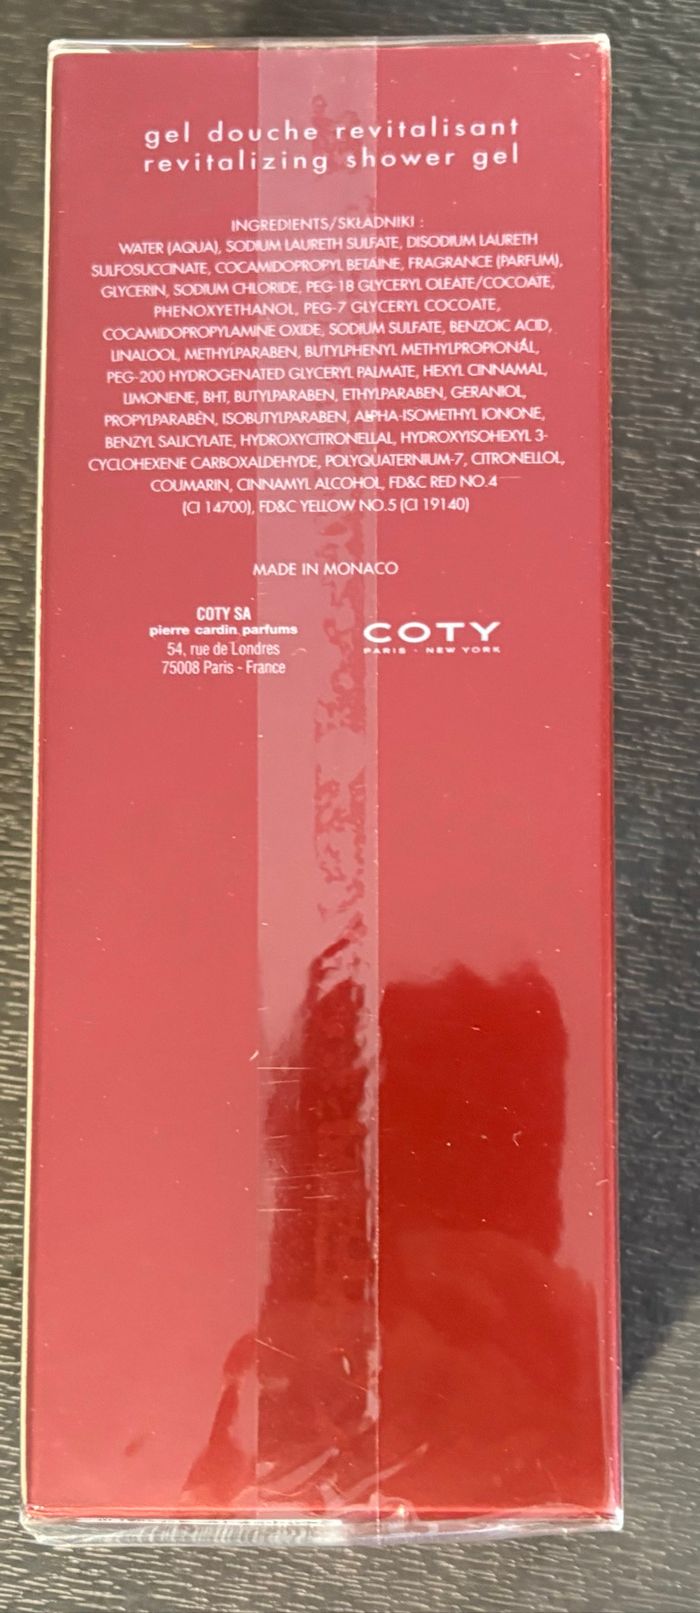 gel douche revitalisant
revitalizing shower gel
INGREDIENTS/SKŁADNIKI :
WATER (AQUA), SODIUM LAURETH SULFATE, DISODIUM LAURETH
SULFOSUCCINATE, COCAMIDOPROPYL BETAINE, FRAGRANCE (PARFUM),
GLYCERIN, SODIUM CHLORIDE, PEG-18 GLYCERYL OLEATE/COCOATE,
PHENOXYETHANOL, PEG-7 GLYCERYL COCOATE,
COCAMIDOPROPYLAMINE OXIDE, SODIUM SULFATE, BENZOIC ACID,
LINALOOL, METHYLPARABEN, BUTYLPHENYL METHYLPROPIONAL,
PEG-200 HYDROGENATED GLYCERYL PALMATE, HEXYL CINNAMAL,
LIMONENE, BHT, BUTYLPARABEN, ETHYLPARABEN, GERANIOL,
PROPYLPARABEN, ISOBUTYLPARABEN, ALPHA-ISOMETHYL IONONE,
BENZYL SALICYLATE, HYDROXYCITRONELLAL, HYDROXYISOHEXYL 3-
CYCLOHEXENE CARBOXALDEHYDE, POLYQUATERNIUM-7, CITRONELLOL,
COUMARIN, CINNAMYL ALCOHOL, FD&C RED NO.4
(CI 14700), FD&C YELLOW NO.5 (CI 19140)
MADE IN MONACO
COTY SA
pierre cardin parfums
54, rue de Londres
75008 Paris - France
COTY
PARIS · NEW YORK